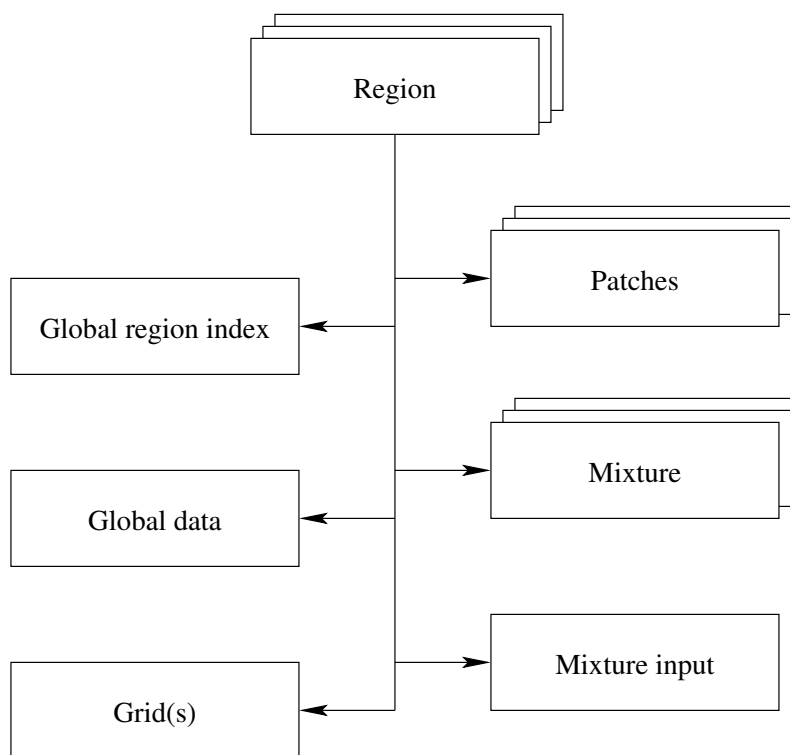 Region
Patches
Global region index
Mixture
Global data
Mixture input
Grid(s)